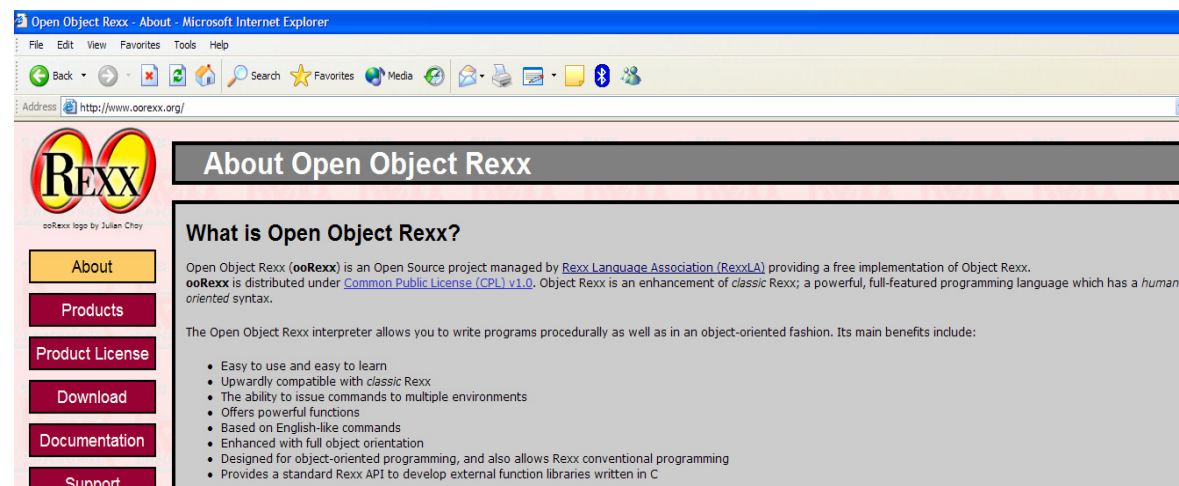 Open Object Rexx - About - Microsoft Internet Explorer
File Edit View Favorites Tools Help
Back Search Favorites Media
Address http://www.oorexx.org/
REXX
ooRexx logo by Julian Choy
About Open Object Rexx
What is Open Object Rexx?
About
Products
Product License
Download
Documentation
Support
Open Object Rexx (ooRexx) is an Open Source project managed by Rexx Language Association (RexxLA) providing a free implementation of Object Rexx.
ooRexx is distributed under Common Public License (CPL) v1.0. Object Rexx is an enhancement of classic Rexx; a powerful, full-featured programming language which has a human
oriented syntax.
The Open Object Rexx interpreter allows you to write programs procedurally as well as in an object-oriented fashion. Its main benefits include:
• Easy to use and easy to learn
• Upwardly compatible with classic Rexx
• The ability to issue commands to multiple environments
• Offers powerful functions
• Based on English-like commands
• Enhanced with full object orientation
• Designed for object-oriented programming, and also allows Rexx conventional programming
• Provides a standard Rexx API to develop external function libraries written in C